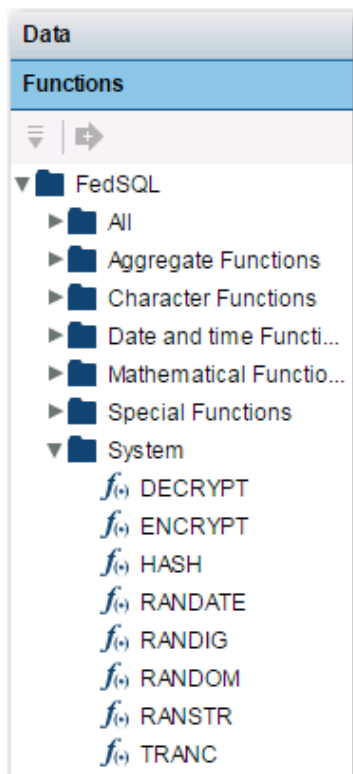 Data
Functions
FedSQL
All
Aggregate Functions
Character Functions
Date and time Functi...
Mathematical Functio...
Special Functions
System
f(•) DECRYPT
f(•) ENCRYPT
f(•) HASH
f(•) RANDATE
f(•) RANDIG
f(•) RANDOM
f(•) RANSTR
f(•) TRANC